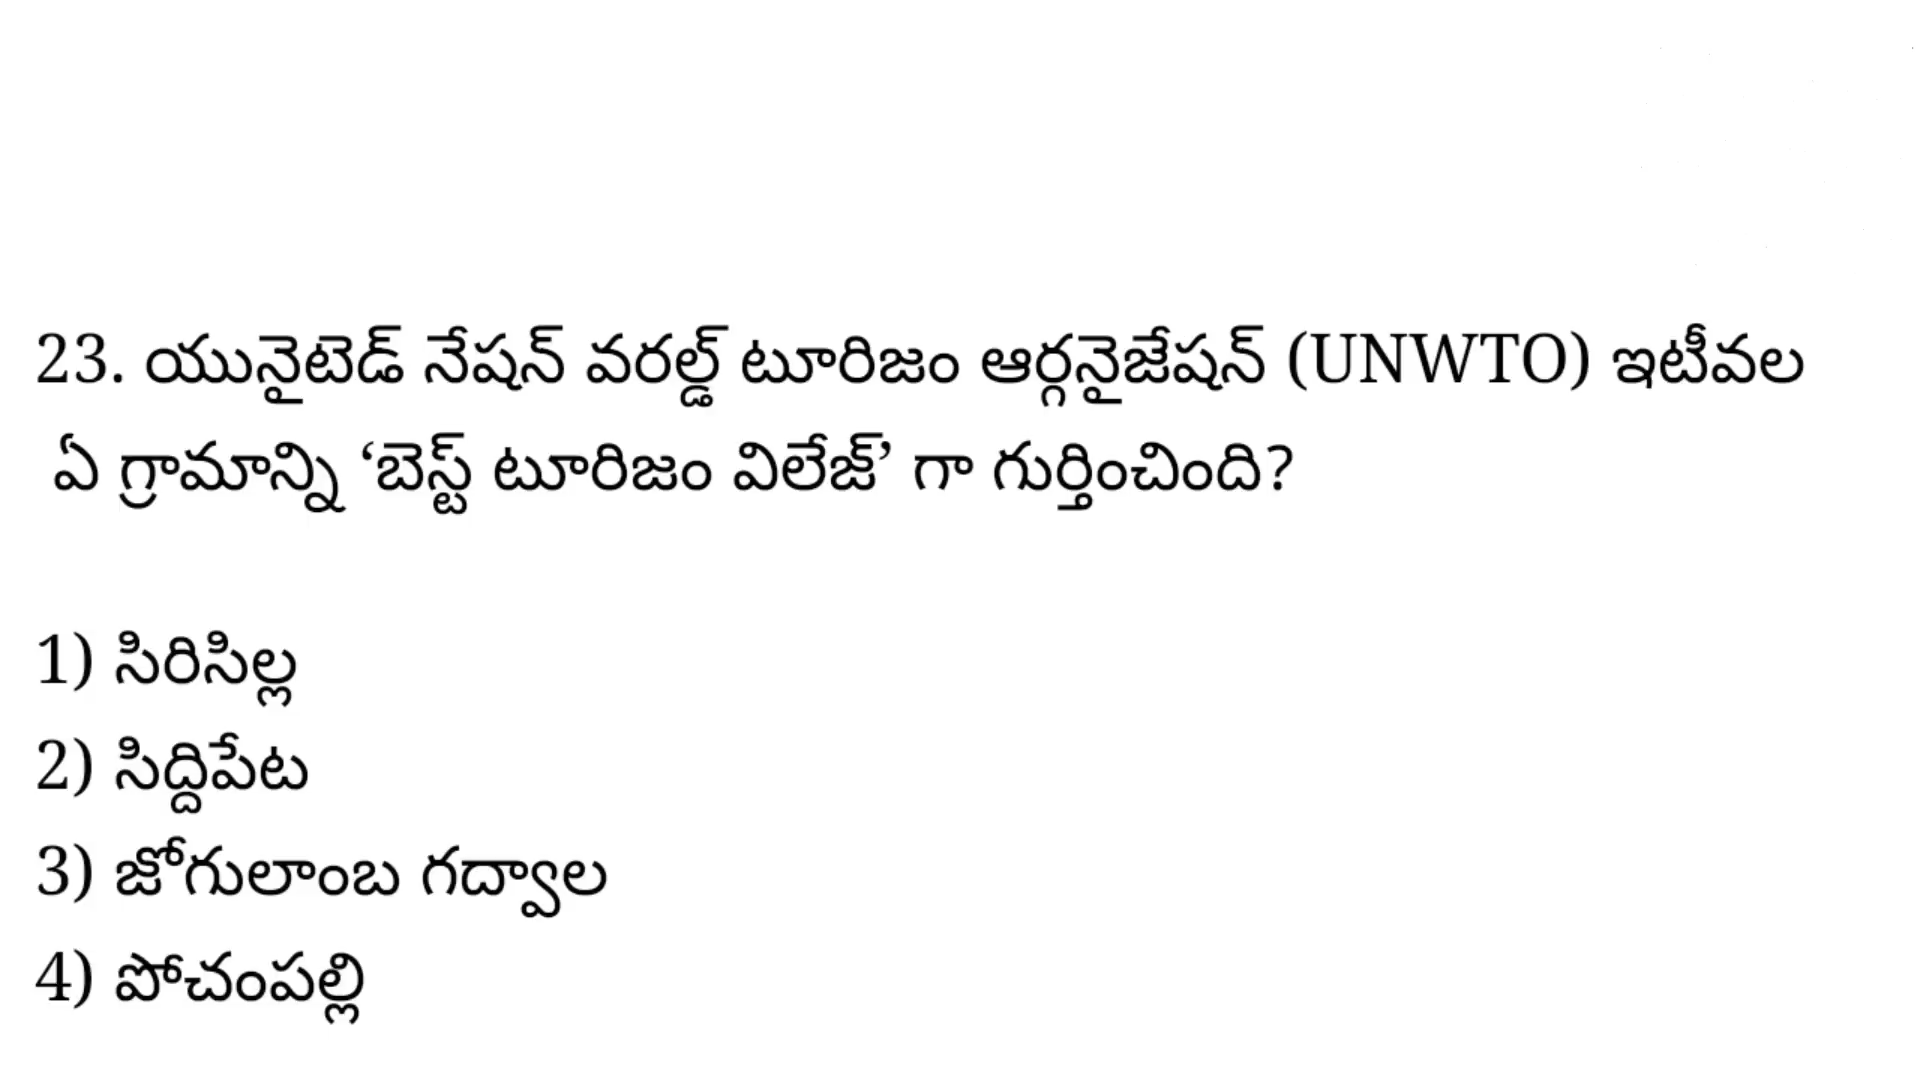 23. యునైటెడ్ నేషన్ వరల్డ్ టూరిజం ఆర్గనైజేషన్ (UNWTO) ఇటీవల
ఏ గ్రామాన్ని ‘బెస్ట్ టూరిజం విలేజ్’ గా గుర్తించింది?
1) సిరిసిల్ల
2) సిద్దిపేట
3) జోగులాంబ గద్వాల
4) పోచంపల్లి